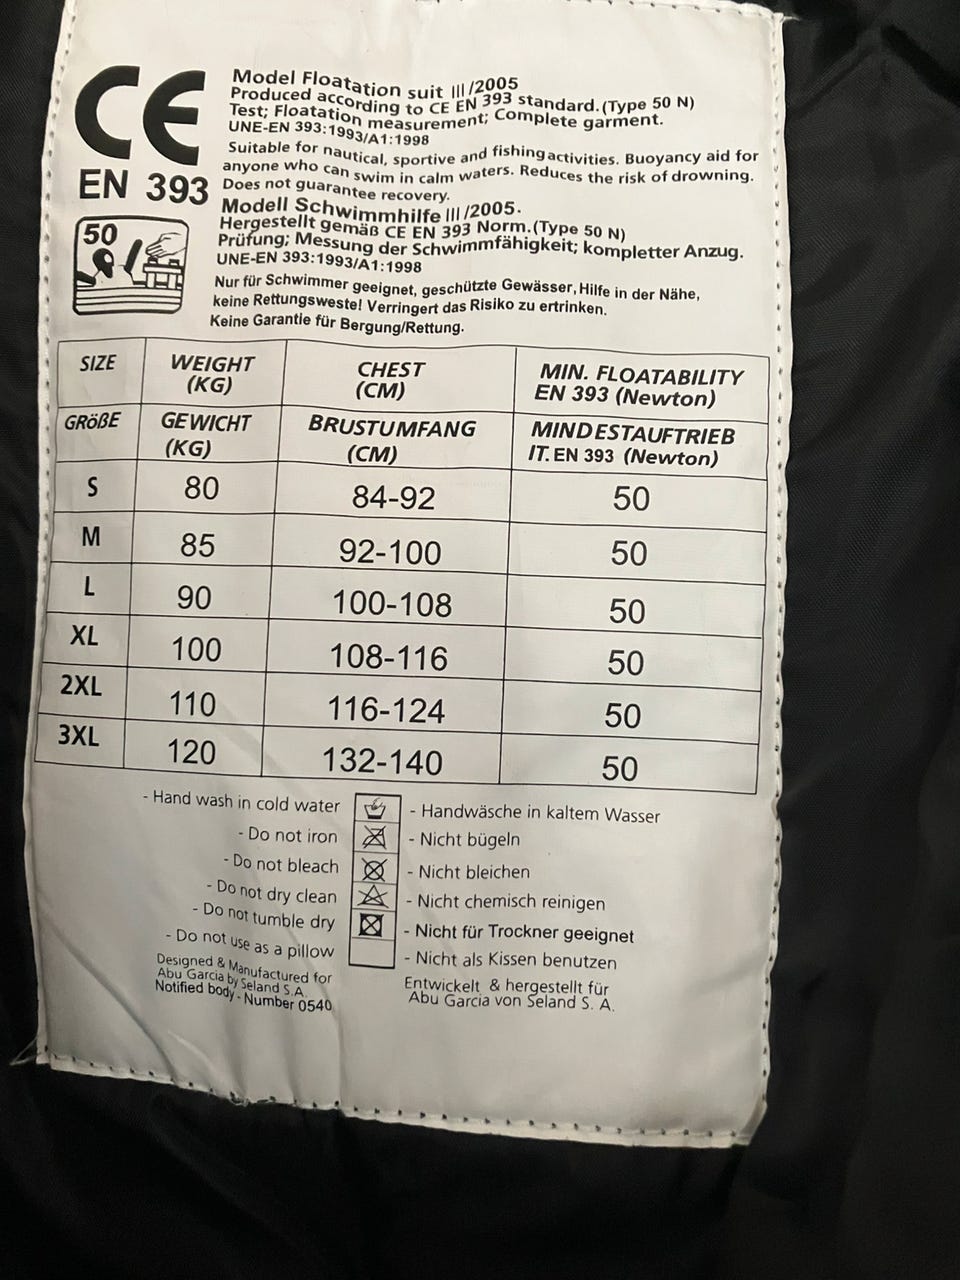 CE
EN 393
50
Model Floatation suit III/2005
Produced according to CE EN 393 standard.(Type 50 N)
Test; Floatation measurement; Complete garment.
UNE-EN 393:1993/A1:1998
Suitable for nautical, sportive and fishing activities. Buoyancy aid for
anyone who can swim in calm waters. Reduces the risk of drowning.
Does not guarantee recovery.
Modell Schwimmhilfe III/2005.
Hergestellt gemäß CE EN 393 Norm.(Type 50 N)
Prüfung; Messung der Schwimmfähigkeit; kompletter Anzug.
UNE-EN 393:1993/A1:1998
Nur für Schwimmer geeignet, geschützte Gewässer, Hilfe in der Nähe,
keine Rettungsweste! Verringert das Risiko zu ertrinken.
Keine Garantie für Bergung/Rettung.
SIZE WEIGHT (KG) CHEST (CM) MIN. FLOATABILITY EN 393 (Newton)
GRÖßE GEWICHT (KG) BRUSTUMFANG (CM) MINDESTAUFTRIEB IT. EN 393 (Newton)
S 80 84-92 50
M 85 92-100 50
L 90 100-108 50
XL 100 108-116 50
2XL 110 116-124 50
3XL 120 132-140 50
- Hand wash in cold water - Handwäsche in kaltem Wasser
- Do not iron - Nicht bügeln
- Do not bleach - Nicht bleichen
- Do not dry clean - Nicht chemisch reinigen
- Do not tumble dry - Nicht für Trockner geeignet
- Do not use as a pillow - Nicht als Kissen benutzen
Designed & Manufactured for
Abu Garcia by Seland S.A.
Notified body - Number 0540
Entwickelt & hergestellt für
Abu Garcia von Seland S. A.